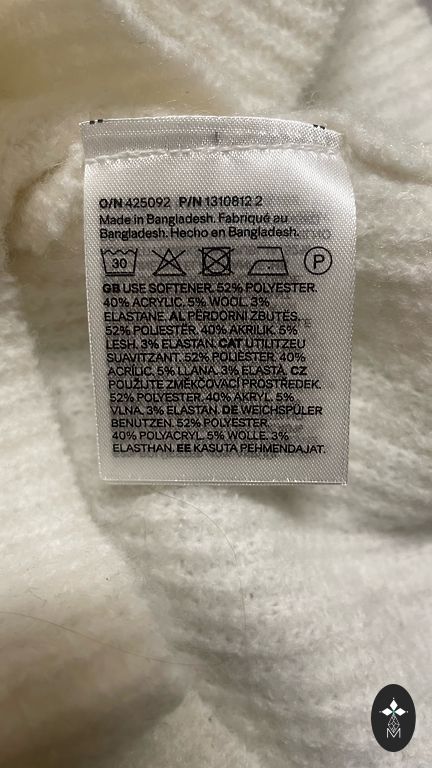 O/N 425092 P/N 1310812 2
Made in Bangladesh. Fabriqué au
Bangladesh. Hecho en Bangladesh.
30 P
GB USE SOFTENER. 52% POLYESTER.
40% ACRYLIC. 5% WOOL. 3%
ELASTANE. AL PËRDORNI ZBUTËS.
52% POLIESTËR. 40% AKRILIK. 5%
LESH. 3% ELASTAN. CAT UTILITZEU
SUAVITZANT. 52% POLIÈSTER. 40%
ACRÍLIC. 5% LLANA. 3% ELASTÀ. CZ
POUŽIJTE ZMĚKČOVACÍ PROSTŘEDEK.
52% POLYESTER. 40% AKRYL. 5%
VLNA. 3% ELASTAN. DE WEICHSPÜLER
BENUTZEN. 52% POLYESTER.
40% POLYACRYL. 5% WOLLE. 3%
ELASTHAN. EE KASUTA PEHMENDAJAT.
M